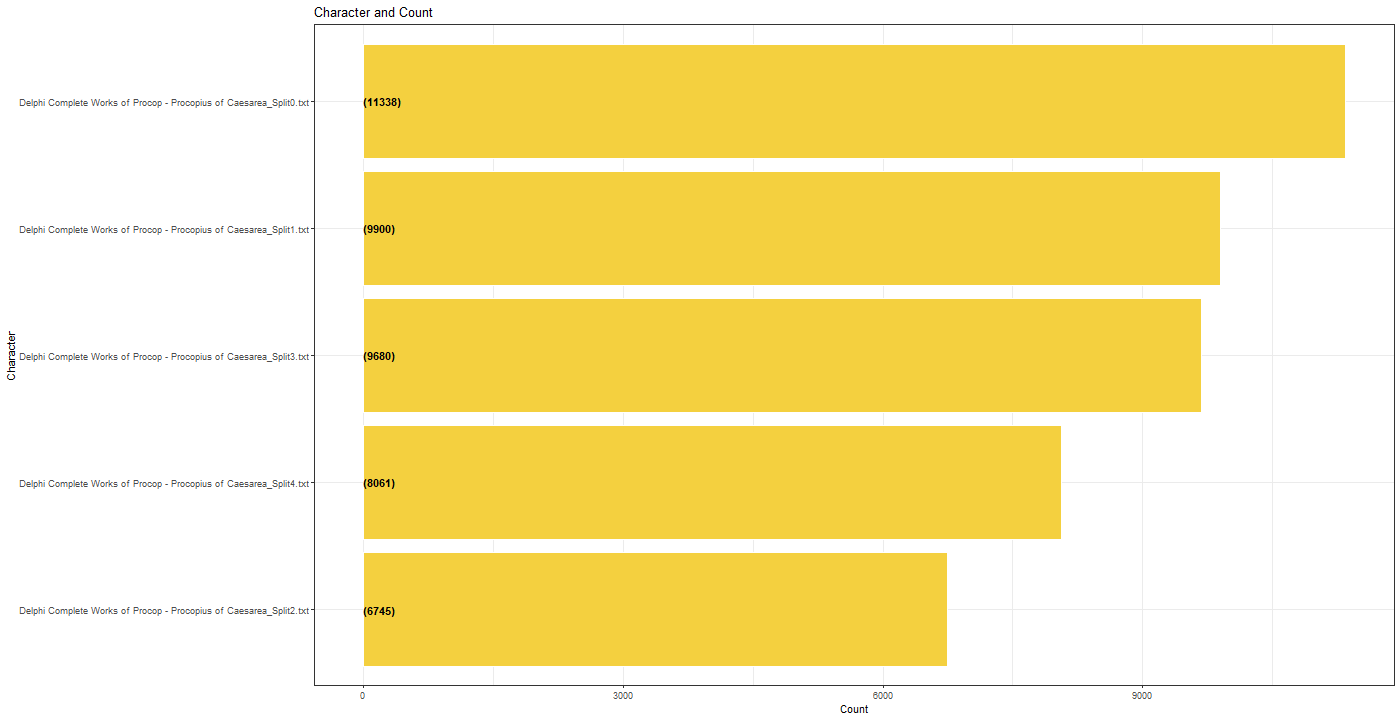 Character and Count
Delphi Complete Works of Procop - Procopius of Caesarea_Split0.txt
(11338)
Delphi Complete Works of Procop - Procopius of Caesarea_Split1.txt
(9900)
Delphi Complete Works of Procop - Procopius of Caesarea_Split3.txt
(9680)
Delphi Complete Works of Procop - Procopius of Caesarea_Split4.txt
(8061)
Delphi Complete Works of Procop - Procopius of Caesarea_Split2.txt
(6745)
Character
0 3000 6000 9000
Count